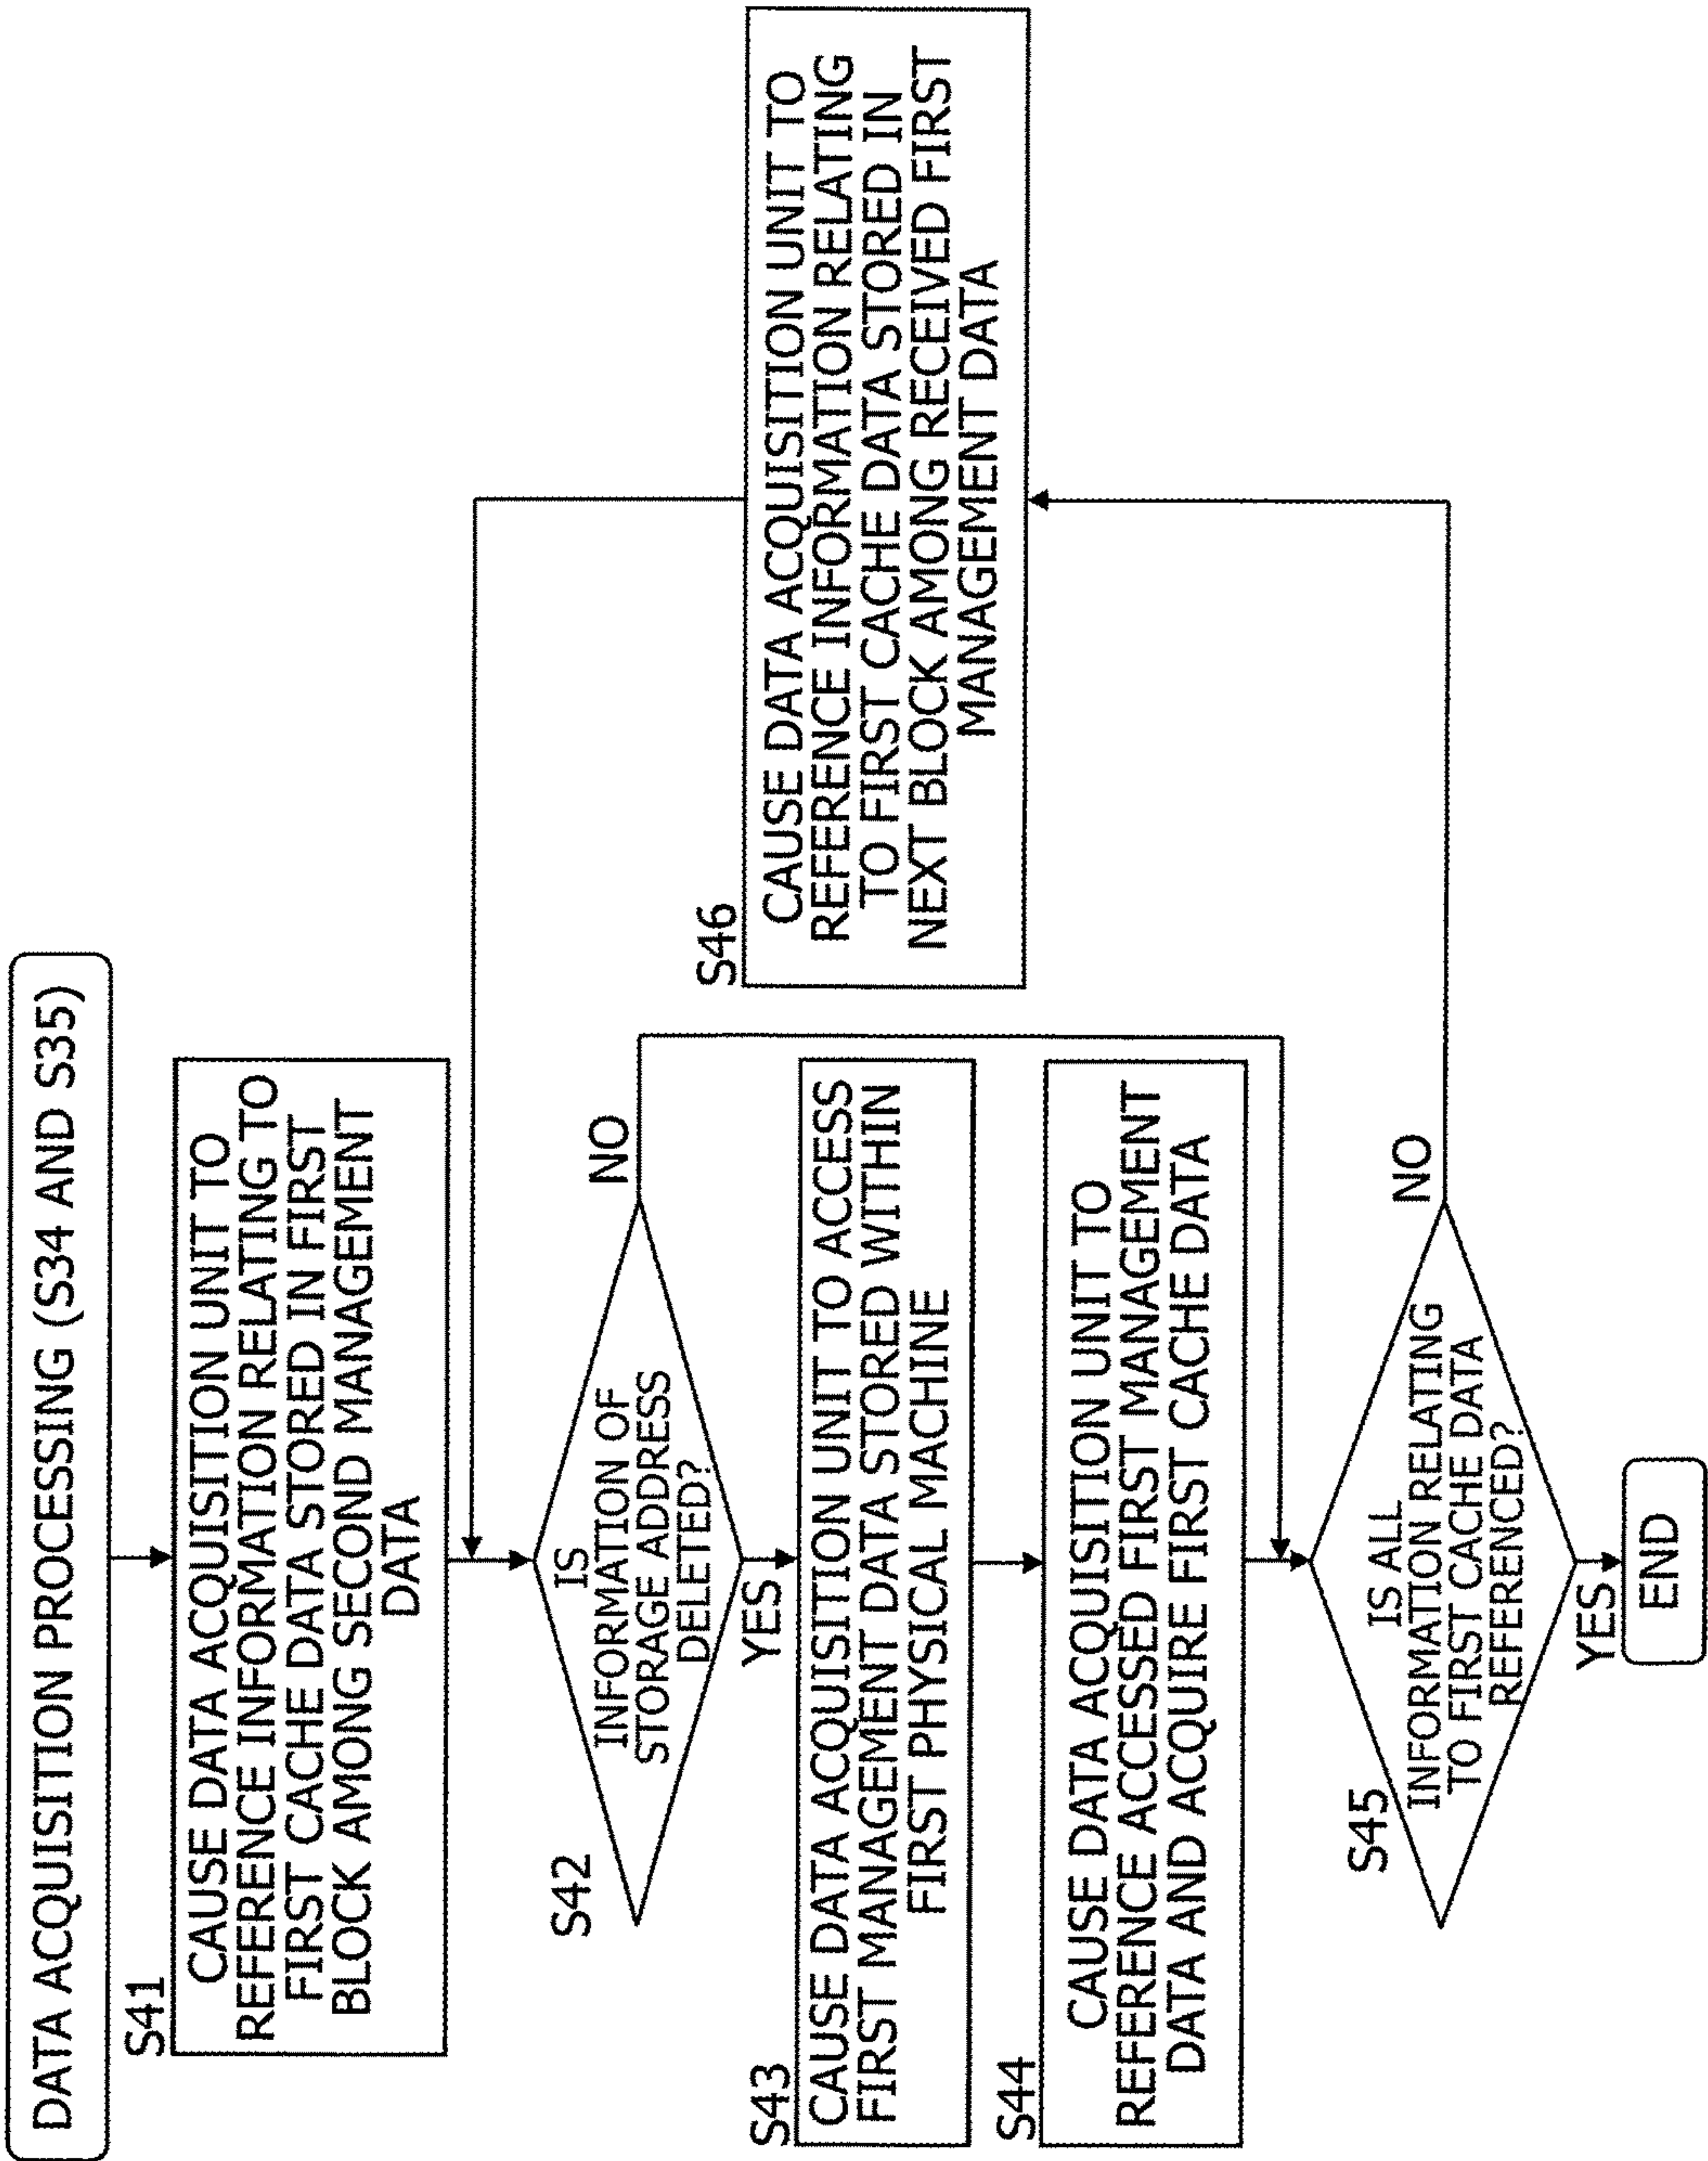 DATA ACQUISITION PROCESSING (S34 AND S35)
S41
CAUSE DATA ACQUISITION UNIT TO
REFERENCE INFORMATION RELATING TO
FIRST CACHE DATA STORED IN FIRST
BLOCK AMONG SECOND MANAGEMENT
DATA
S42
IS
INFORMATION OF
STORAGE ADDRESS
DELETED?
NO
YES
S43
CAUSE DATA ACQUISITION UNIT TO ACCESS
FIRST MANAGEMENT DATA STORED WITHIN
FIRST PHYSICAL MACHINE
S44
CAUSE DATA ACQUISITION UNIT TO
REFERENCE ACCESSED FIRST MANAGEMENT
DATA AND ACQUIRE FIRST CACHE DATA
S45
IS ALL
INFORMATION RELATING
TO FIRST CACHE DATA
REFERENCED?
NO
YES
END
S46
CAUSE DATA ACQUISITION UNIT TO
REFERENCE INFORMATION RELATING
TO FIRST CACHE DATA STORED IN
NEXT BLOCK AMONG RECEIVED FIRST
MANAGEMENT DATA